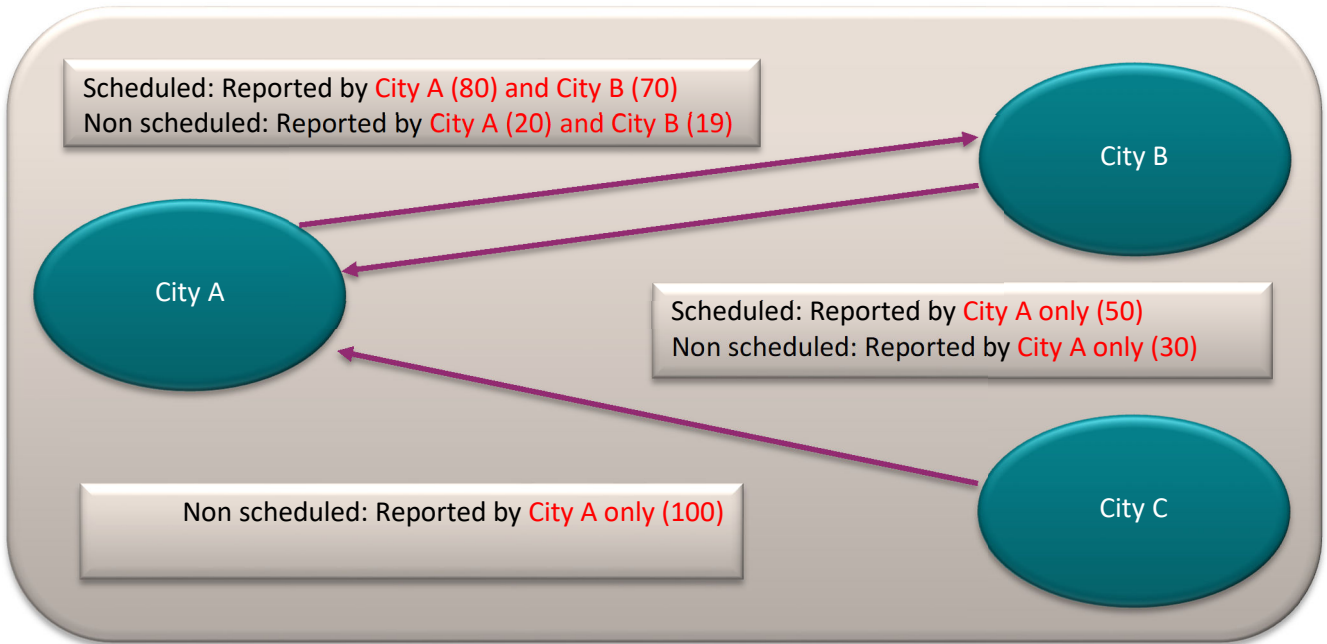 Scheduled: Reported by City A (80) and City B (70)
Non scheduled: Reported by City A (20) and City B (19)
City B
City A
Scheduled: Reported by City A only (50)
Non scheduled: Reported by City A only (30)
Non scheduled: Reported by City A only (100)
City C